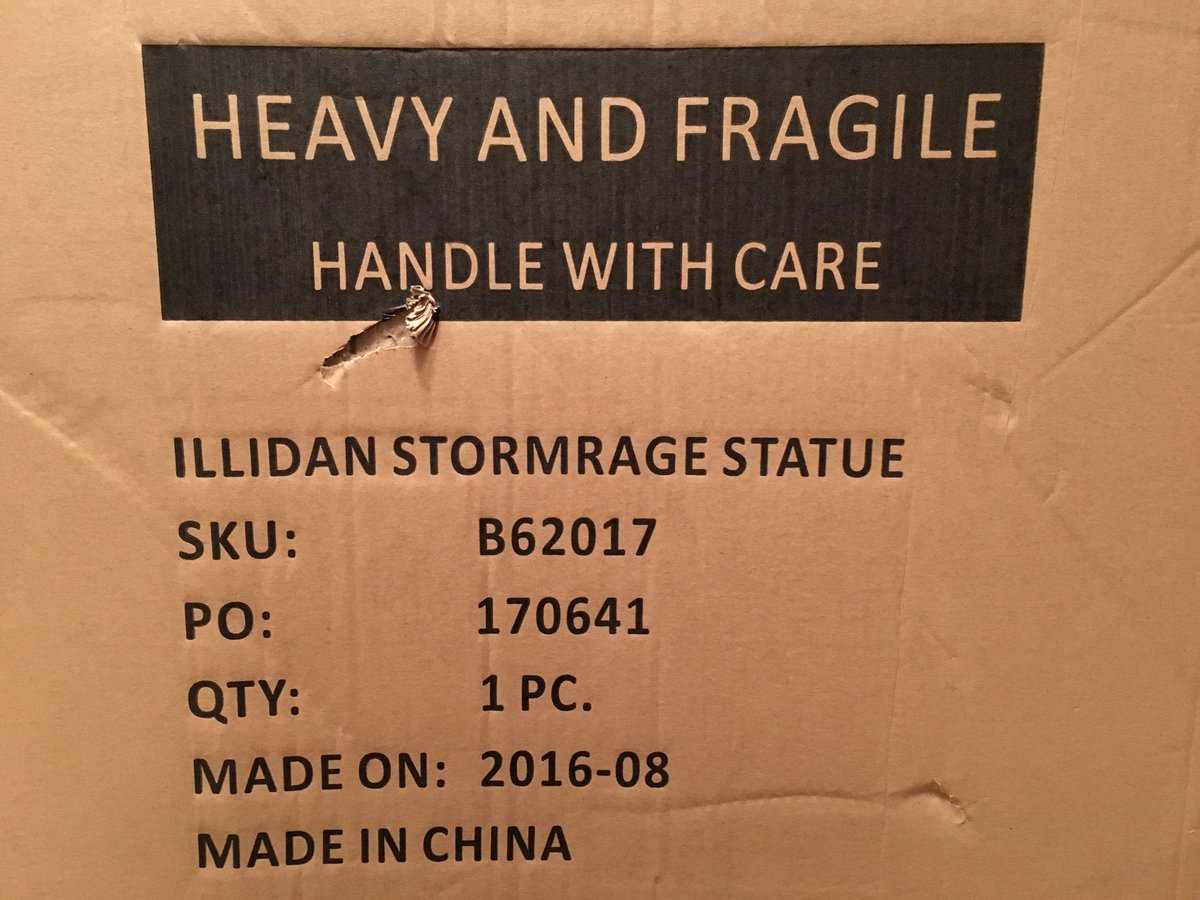 HEAVY AND FRAGILE
HANDLE WITH CARE
ILLIDAN STORMRAGE STATUE
SKU: B62017
PO: 170641
QTY: 1 PC.
MADE ON: 2016-08
MADE IN CHINA